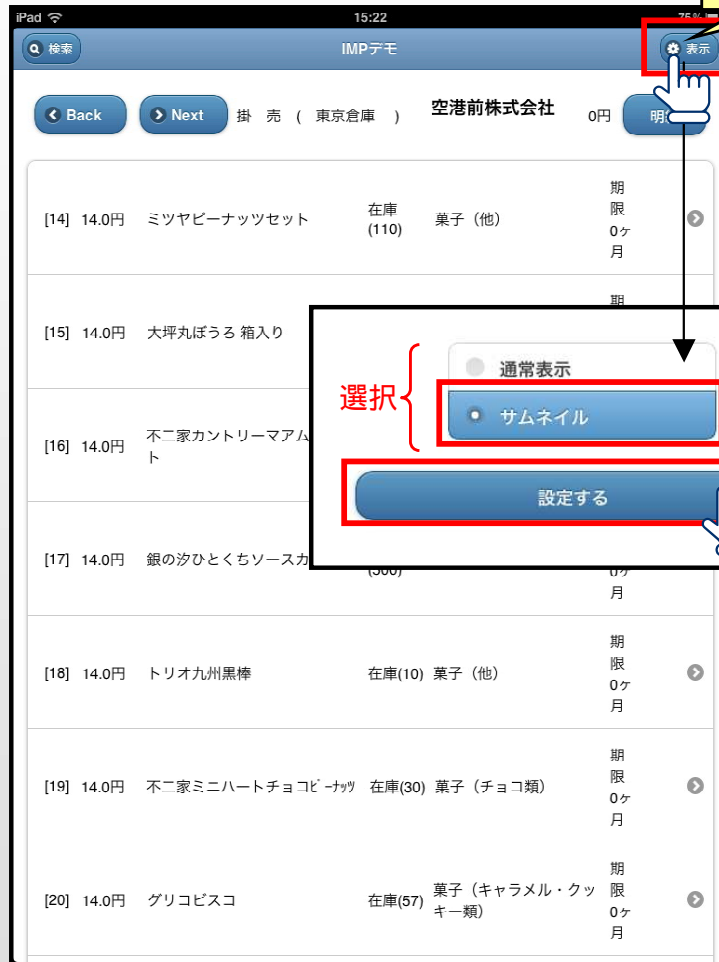 iPad 15:22 75%
検索 IMPデモ 表示
Back Next 掛 売 ( 東京倉庫 ) 空港前株式会社 0円 明
[14] 14.0円 ミツヤピーナッツセット 在庫 (110) 菓子（他） 期限0ヶ月
[15] 14.0円 大坪丸ぼうろ 箱入り 期
通常表示
選択
サムネイル
[16] 14.0円 不二家カントリーマアム
ト
設定する
[17] 14.0円 銀の汐ひとくちソースカ (300) 0ヶ月
[18] 14.0円 トリオ九州黒棒 在庫(10) 菓子（他） 期限0ヶ月
[19] 14.0円 不二家ミニハートチョコピーナッツ 在庫(30) 菓子（チョコ類） 期限0ヶ月
[20] 14.0円 グリコビスコ 在庫(57) 菓子（キャラメル・クッキー類） 期限0ヶ月